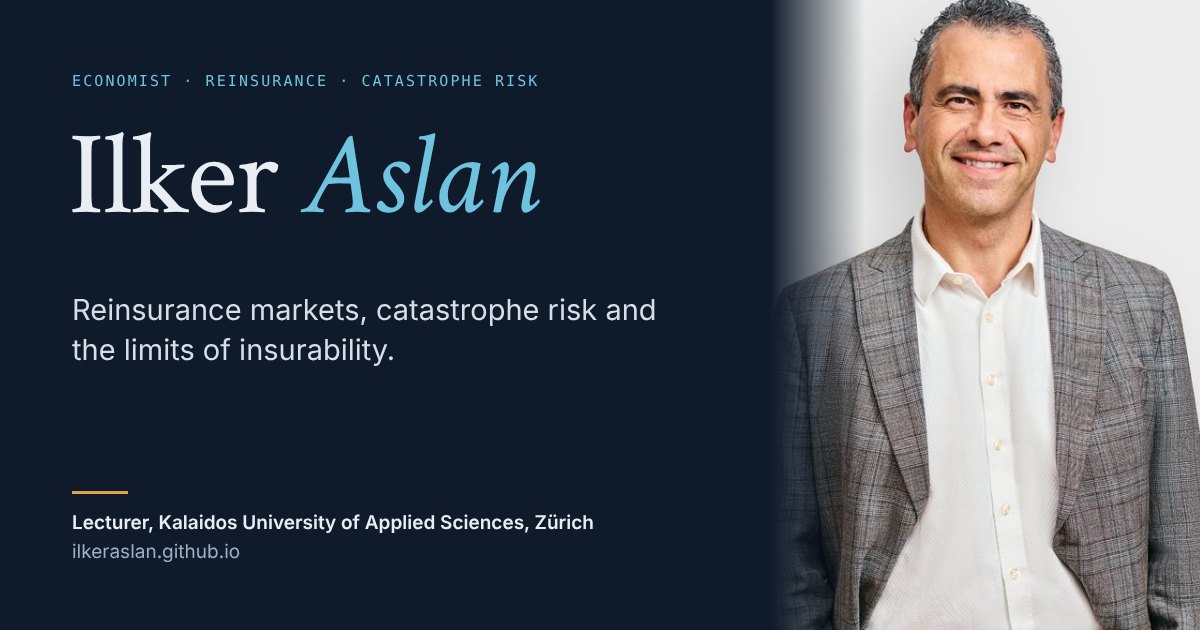 ECONOMIST · REINSURANCE · CATASTROPHE RISK
Ilker Aslan
Reinsurance markets, catastrophe risk and
the limits of insurability.
Lecturer, Kalaidos University of Applied Sciences, Zürich
ilkeraslan.github.io